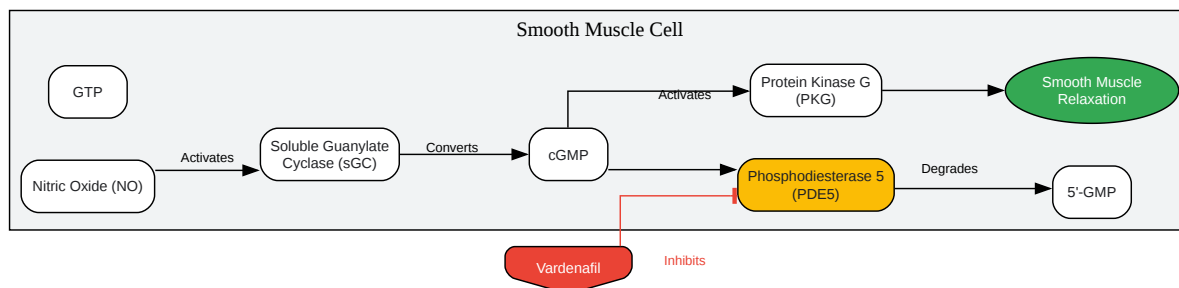 Smooth Muscle Cell
GTP
Nitric Oxide (NO)
Activates
Soluble Guanylate
Cyclase (sGC)
Converts
cGMP
Activates
Protein Kinase G
(PKG)
Smooth Muscle
Relaxation
Phosphodiesterase 5
(PDE5)
Degrades
5'-GMP
Vardenafil
Inhibits